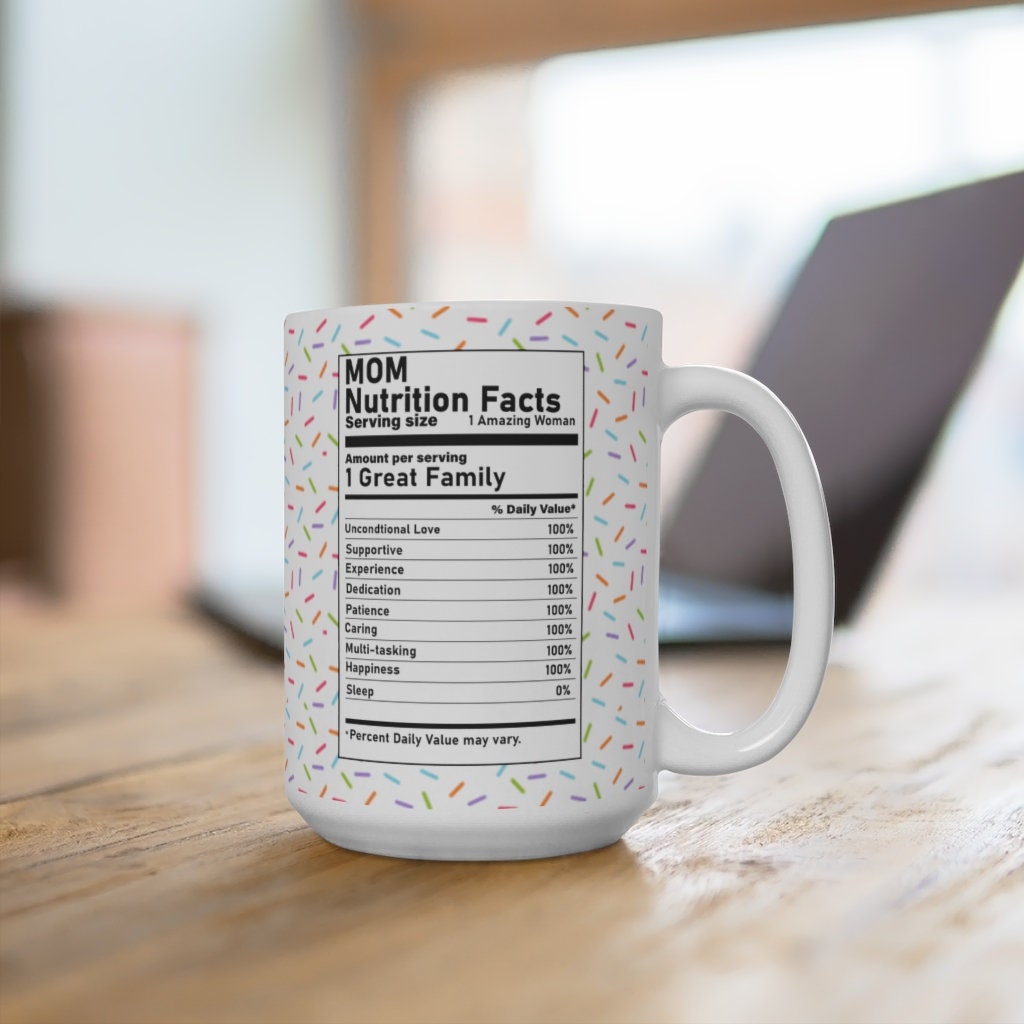 MOM
Nutrition Facts
Serving size 1 Amazing Woman
Amount per serving
1 Great Family
% Daily Value*
Uncondtional Love 100%
Supportive 100%
Experience 100%
Dedication 100%
Patience 100%
Caring 100%
Multi-tasking 100%
Happiness 100%
Sleep 0%
*Percent Daily Value may vary.